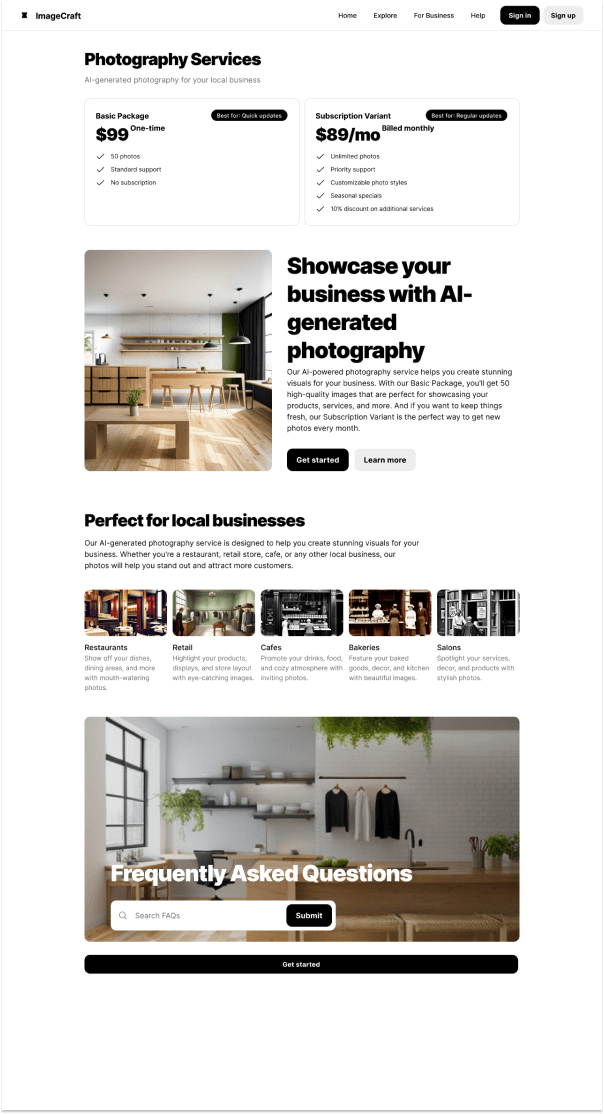 ImageCraft
Home Explore For Business Help Sign in Sign up
Photography Services
AI-generated photography for your local business
Basic Package Best for: Quick updates
$99 One-time
50 photos
Standard support
No subscription
Subscription Variant Best for: Regular updates
$89/mo Billed monthly
Unlimited photos
Priority support
Customizable photo styles
Seasonal specials
10% discount on additional services
Showcase your
business with AI-
generated
photography
Our AI-powered photography service helps you create stunning
visuals for your business. With our Basic Package, you'll get 50
high-quality images that are perfect for showcasing your
products, services, and more. And if you want to keep things
fresh, our Subscription Variant is the perfect way to get new
photos every month.
Get started Learn more
Perfect for local businesses
Our AI-generated photography service is designed to help you create stunning visuals for your
business. Whether you're a restaurant, retail store, cafe, or any other local business, our
photos will help you stand out and attract more customers.
Restaurants
Show off your dishes,
dining areas, and more
with mouth-watering
photos.
Retail
Highlight your products,
displays, and store layout
with eye-catching images.
Cafes
Promote your drinks, food,
and cozy atmosphere with
inviting photos.
Bakeries
Feature your baked
goods, decor, and kitchen
with beautiful images.
Salons
Spotlight your services,
decor, and products with
stylish photos.
Frequently Asked Questions
Search FAQs Submit
Get started